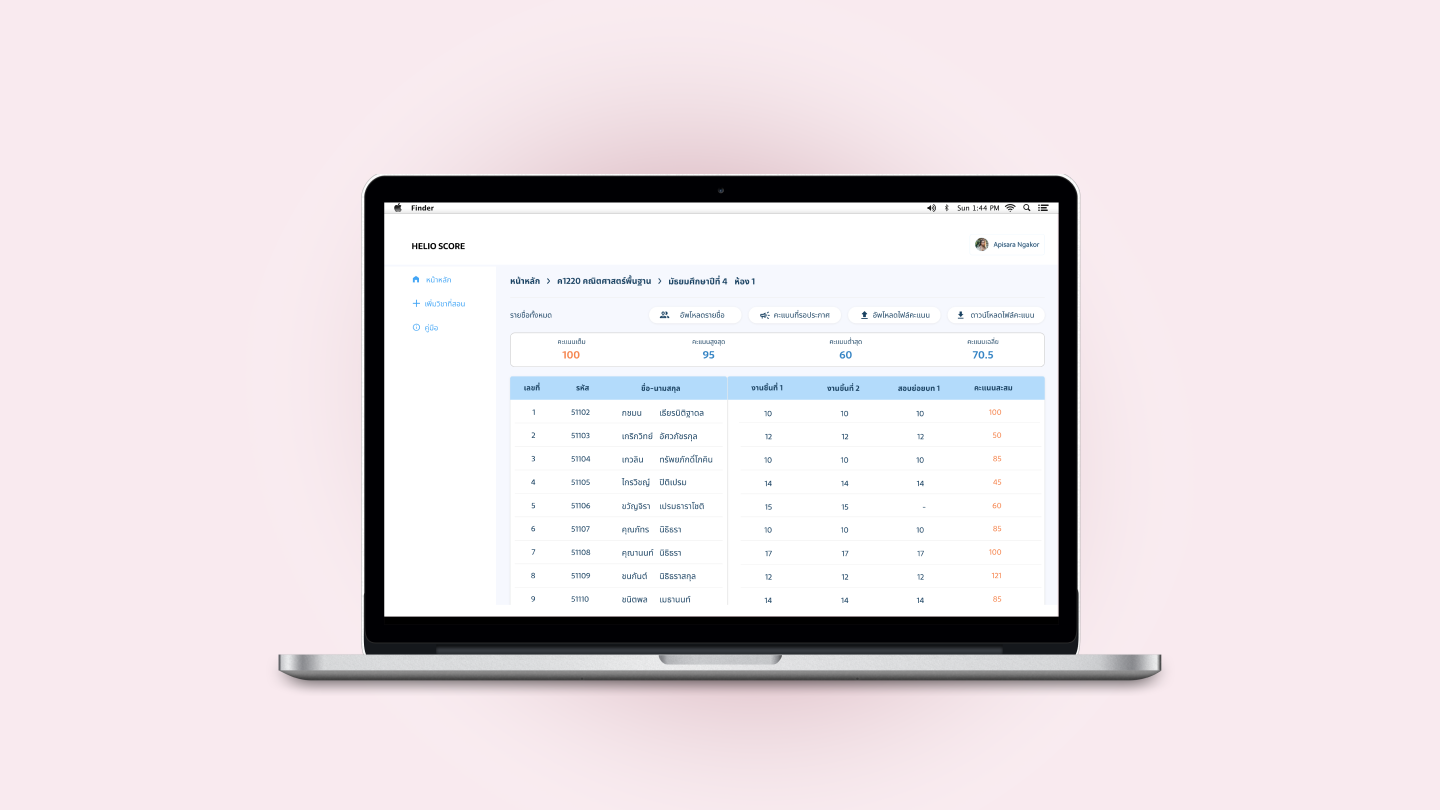 Finder
Sun 1:44 PM
HELIO SCORE
Apisara Ngakor
หน้าหลัก
เพิ่มวิชาที่สอน
คู่มือ
หน้าหลัก > ค1220 คณิตศาสตร์พื้นฐาน > มัธยมศึกษาปีที่ 4 ห้อง 1
รายชื่อทั้งหมด อัพโหลดรายชื่อ คะแนนที่รอประกาศ อัพโหลดไฟล์คะแนน ดาวน์โหลดไฟล์คะแนน
คะแนนเต็ม คะแนนสูงสุด คะแนนต่ำสุด คะแนนเฉลี่ย
100 95 60 70.5
เลขที่ รหัส ชื่อ-นามสกุล งานชิ้นที่ 1 งานชิ้นที่ 2 สอบย่อยบท 1 คะแนนสะสม
1 51102 กชมน เธียรนิติฐาดล 10 10 10 100
2 51103 เกริกวิทย์ อัศวภัชรกุล 12 12 12 50
3 51104 เกวลิน ทรัพยภักดิ์โภคิน 10 10 10 85
4 51105 ไกรวิชญ์ ปิติเปรม 14 14 14 45
5 51106 ขวัญจิรา เปรมธาราโชติ 15 15 - 60
6 51107 คุณภัทร นิธิธรา 10 10 10 85
7 51108 คุณานนท์ นิธิธรา 17 17 17 100
8 51109 ชนกันต์ นิธิธราสกุล 12 12 12 121
9 51110 ชนิตพล เมธานนท์ 14 14 14 85